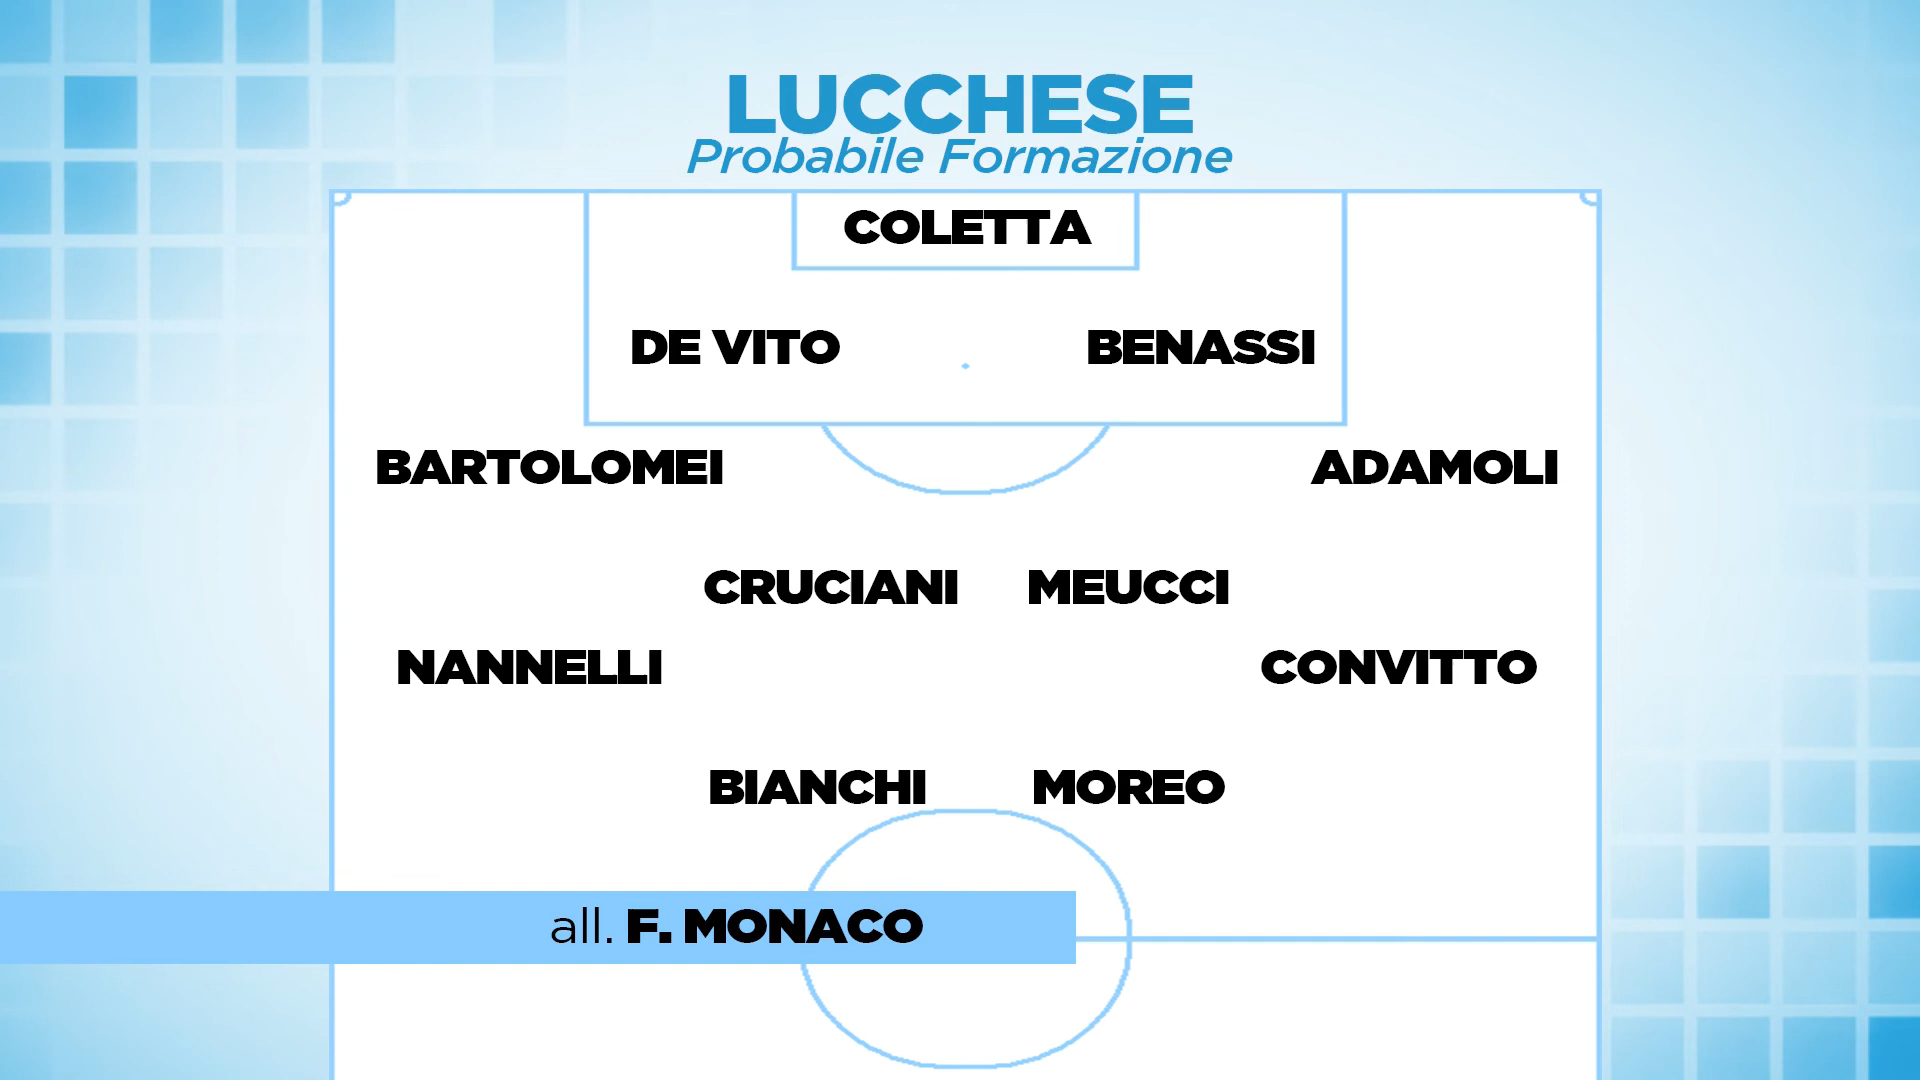 LUCCHESE
Probabile Formazione
COLETTA
DE VITO BENASSI
BARTOLOMEI ADAMOLI
CRUCIANI MEUCCI
NANNELLI CONVITTO
BIANCHI MOREO
all. F. MONACO